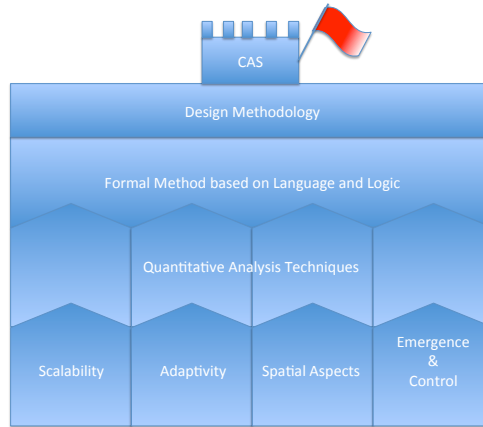 CAS
Design Methodology
Formal Method based on Language and Logic
Quantitative Analysis Techniques
Scalability
Adaptivity
Spatial Aspects
Emergence
&
Control